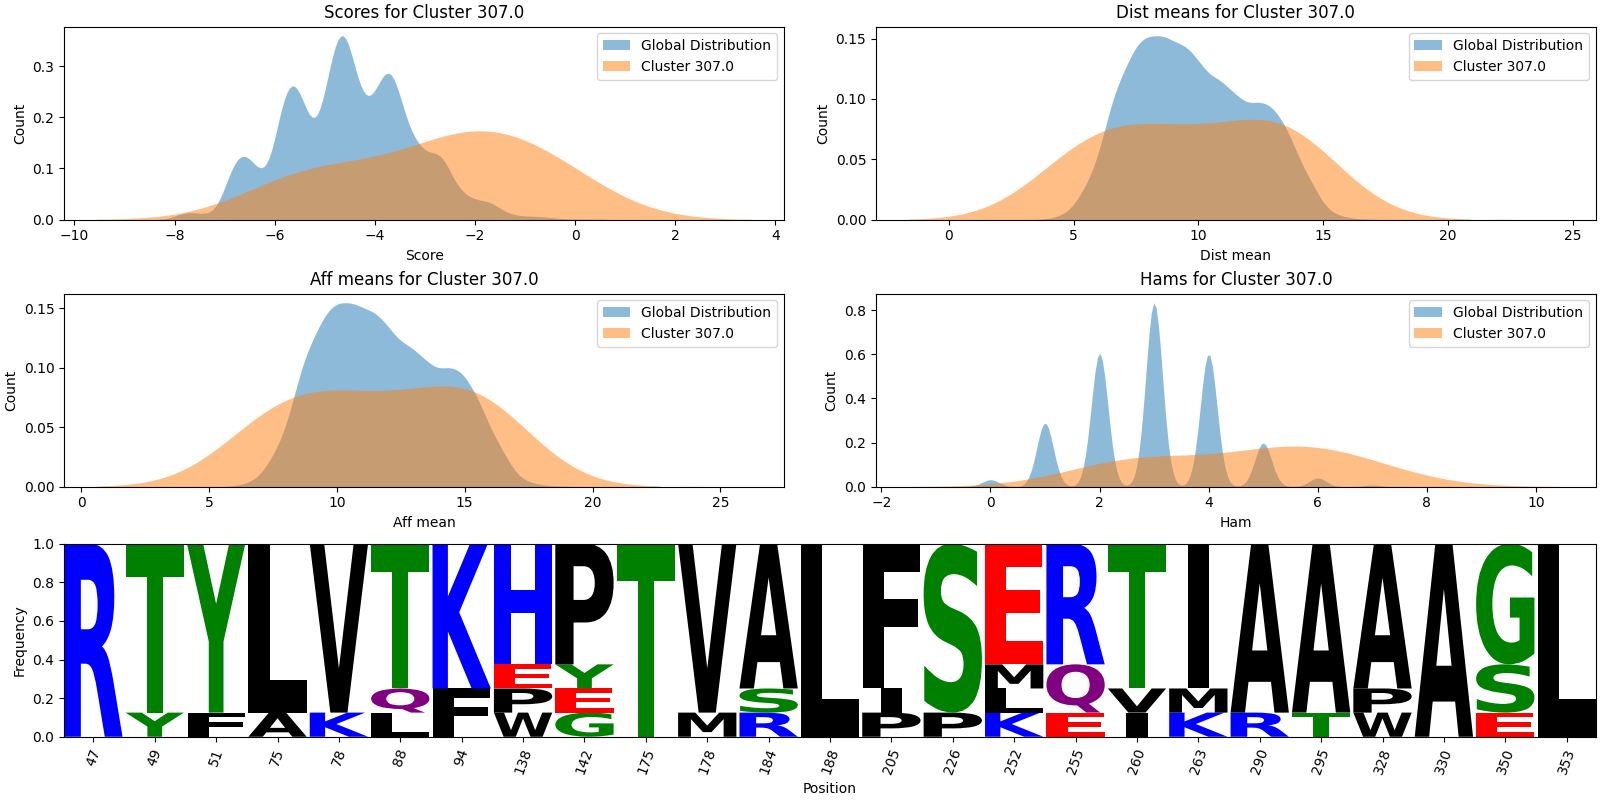 Scores for Cluster 307.0
Dist means for Cluster 307.0
Global Distribution
Cluster 307.0
Global Distribution
Cluster 307.0
Count
0.3
0.2
0.1
0.0
Count
0.15
0.10
0.05
0.00
−10 −8 −6 −4 −2 0 2 4
0 5 10 15 20 25
Score
Dist mean
Aff means for Cluster 307.0
Hams for Cluster 307.0
Global Distribution
Cluster 307.0
Global Distribution
Cluster 307.0
Count
0.15
0.10
0.05
0.00
Count
0.8
0.6
0.4
0.2
0.0
0 5 10 15 20 25
−2 0 2 4 6 8 10
Aff mean
Ham
Frequency
1.0
0.8
0.6
0.4
0.2
0.0
R T Y L V T K H P T V A L F S E R T I A A A A G L
E Y M Q S
Q F P E S I L V M P
Y F A K L W G M R P P K E I K R T W E
47 49 51 75 78 88 94 138 142 175 178 184 188 205 226 252 255 260 263 290 295 328 330 350 353
Position